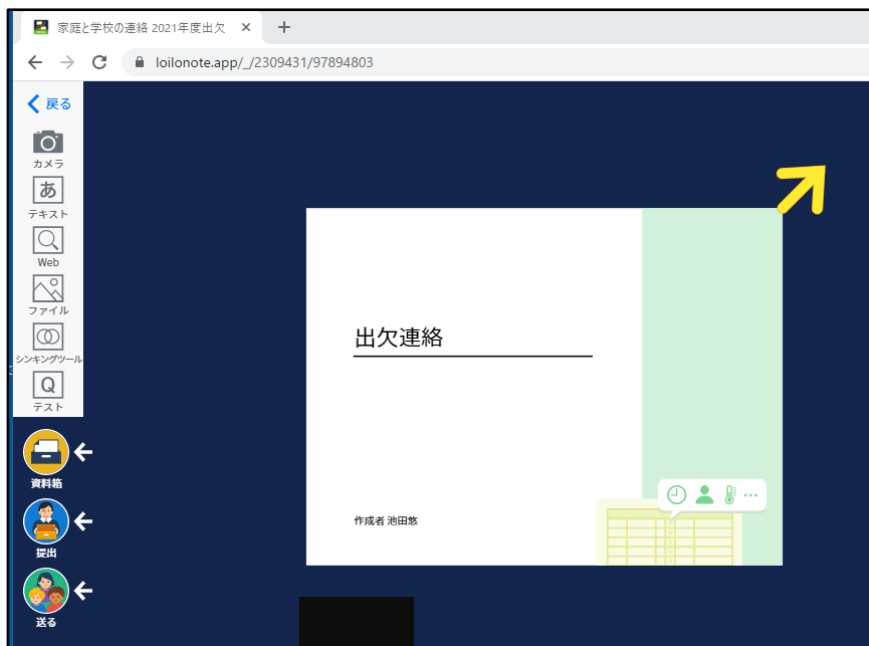 家庭と学校の連絡 2021年度出欠
loilonote.app/_/2309431/97894803
戻る
カメラ
あ
テキスト
Web
ファイル
シンキングツール
Q
テスト
資料箱
提出
送る
出欠連絡
作成者 池田悠